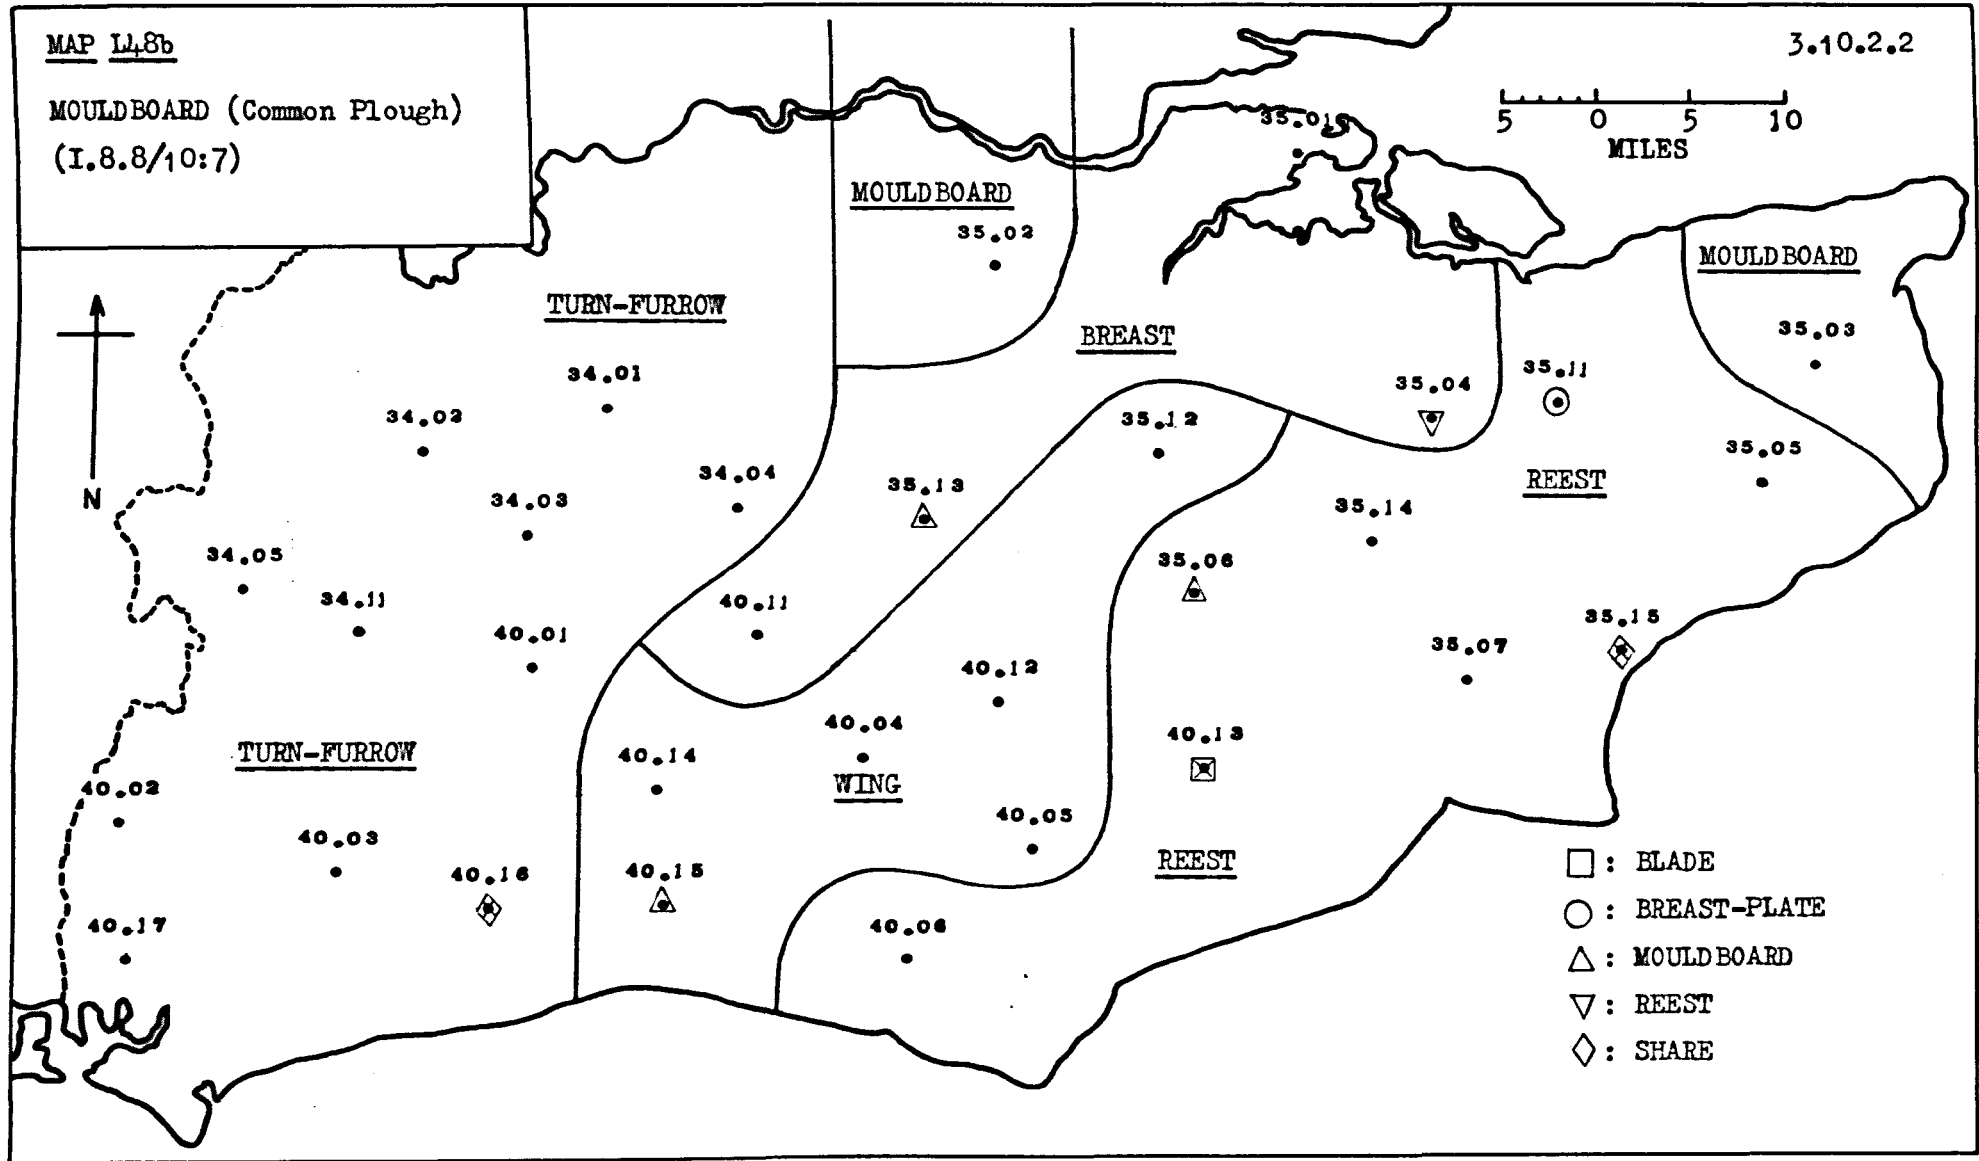 MAP L48b
3.10.2.2
MOULDBOARD (Common Plough)
(I.8.8/10:7)
5 0 5 10
MILES
35.01
MOULDBOARD
35.02
MOULDBOARD
TURN-FURROW
BREAST
35.03
34.01
35.04
35.11
34.02
35.12
35.05
34.04
35.13
REEST
34.03
35.14
N
34.05
35.06
34.11
40.11
35.15
40.01
35.07
40.12
40.04
40.13
TURN-FURROW
40.14
WING
40.02
40.05
40.03
REEST
BLADE
40.16
40.15
: BREAST-PLATE
40.17
40.06
: MOULDBOARD
: REEST
: SHARE